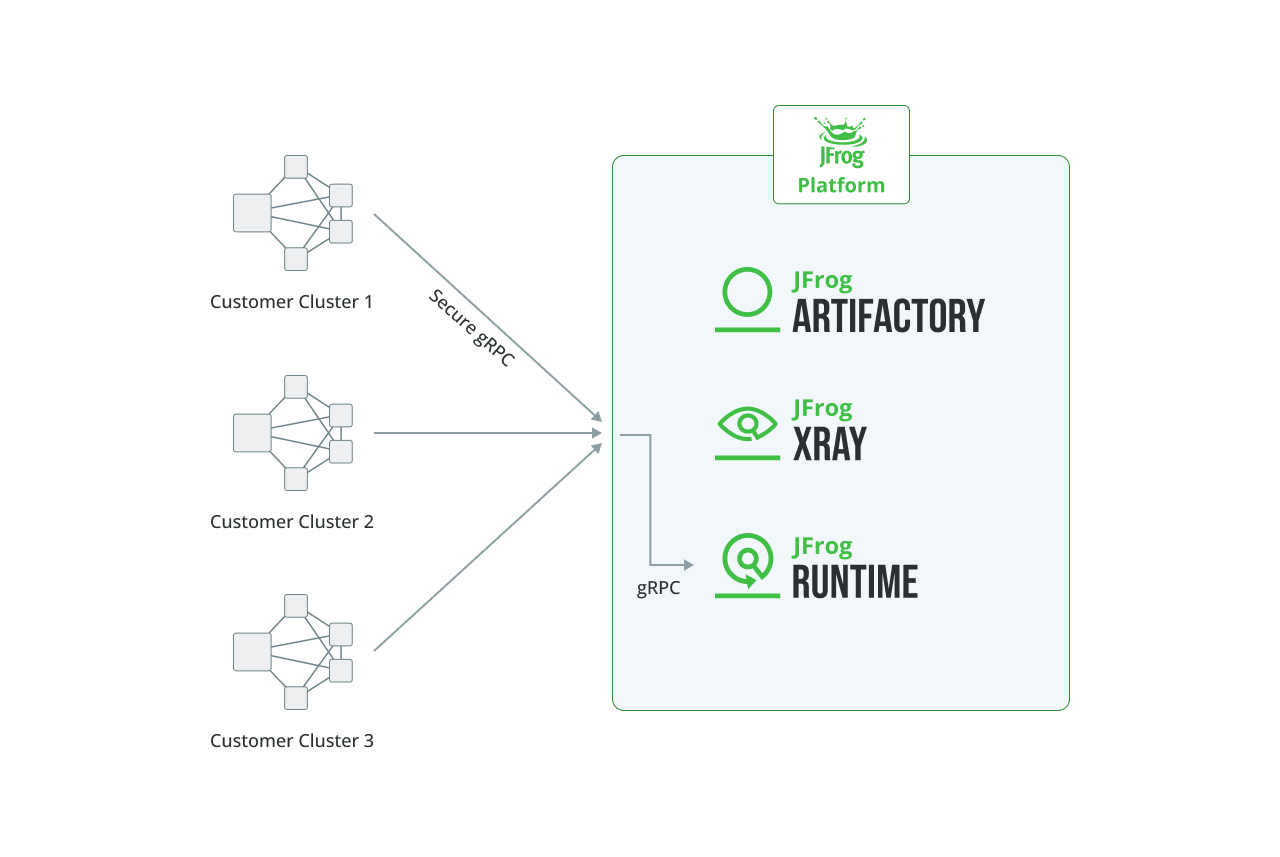 JFrog
Platform
Customer Cluster 1
Secure gRPC
Customer Cluster 2
Customer Cluster 3
JFrog
ARTIFACTORY
JFrog
XRAY
gRPC
JFrog
RUNTIME